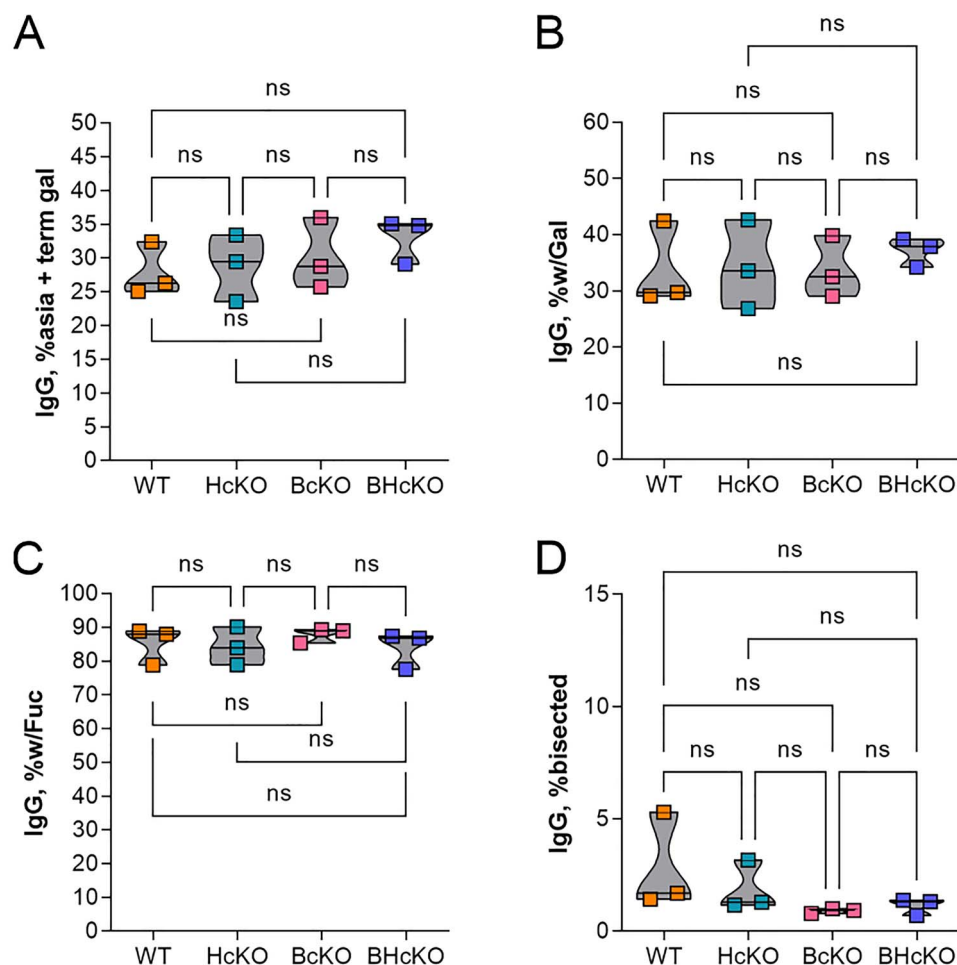 A
IgG, %asia + term gal
ns
ns ns ns
ns
ns
50
45
40
35
30
25
20
15
10
5
0
WT HcKO BcKO BHcKO
B
IgG, %w/Gal
ns
ns
ns ns ns
ns
60
50
40
30
20
10
0
WT HcKO BcKO BHcKO
C
IgG, %w/Fuc
ns ns ns
ns
ns
ns
100
90
80
70
60
50
40
30
20
10
0
WT HcKO BcKO BHcKO
D
IgG, %bisected
ns
ns
ns
ns ns ns
15
10
5
0
WT HcKO BcKO BHcKO